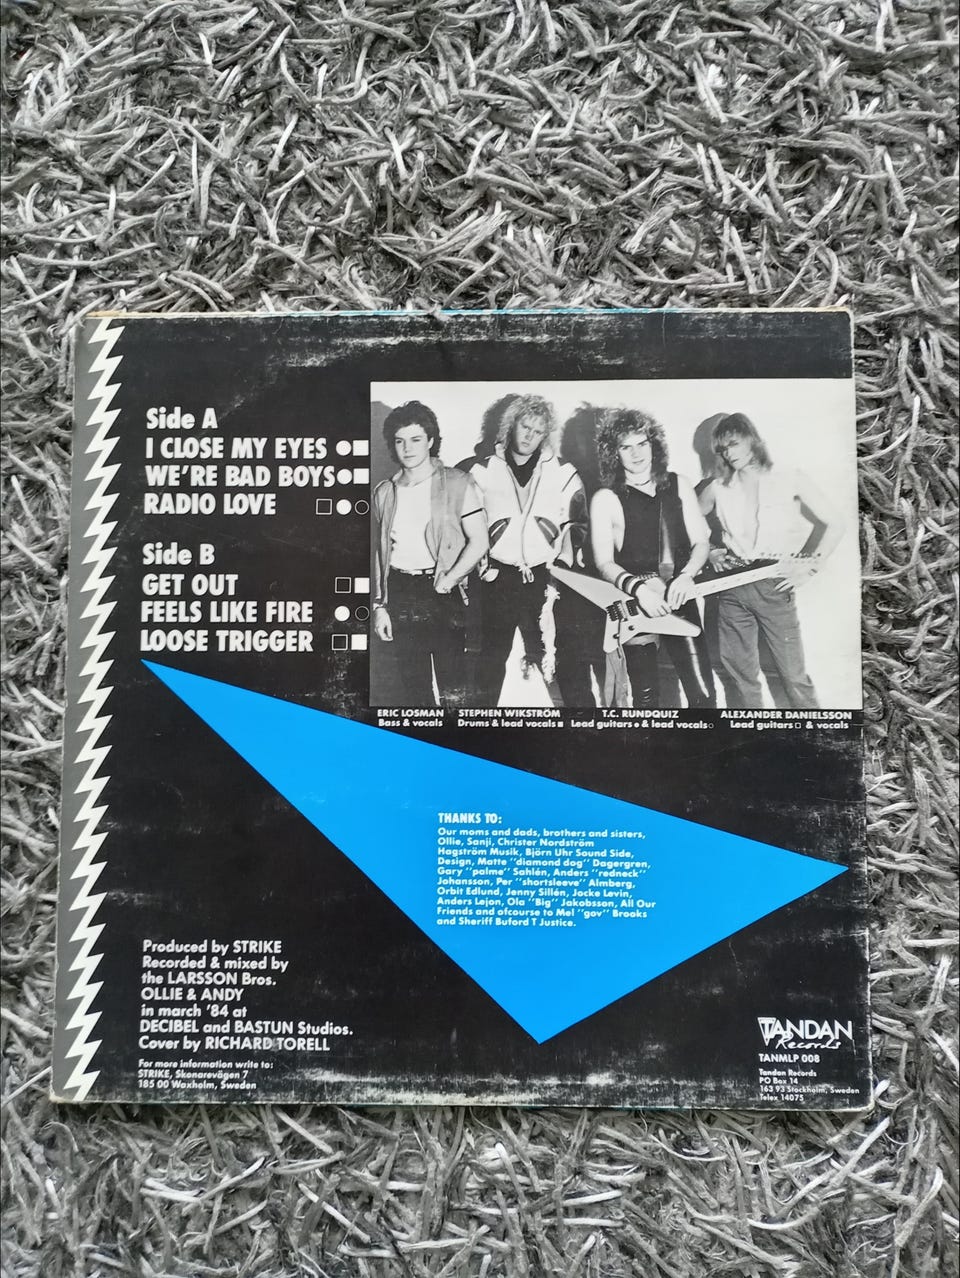 Side A
I CLOSE MY EYES ●■
WE'RE BAD BOYS●■
RADIO LOVE □●○
Side B
GET OUT □■
FEELS LIKE FIRE ●○
LOOSE TRIGGER □■
ERIC LOSMAN
Bass & vocals
STEPHEN WIKSTRÖM
Drums & lead vocals■
T.C. RUNDQUIZ
Lead guitars● & lead vocals○
ALEXANDER DANIELSSON
Lead guitars□ & vocals
THANKS TO:
Our moms and dads, brothers and sisters,
Ollie, Sanji, Christer Nordström
Hagström Musik, Björn Uhr Sound Side,
Design, Matte "diamond dog" Dagergren,
Gary "palme" Sahlén, Anders "redneck"
Johansson, Per "shortsleeve" Almberg,
Orbit Edlund, Jenny Sillén, Jocke Levin,
Anders Lejon, Ola "Big" Jakobsson, All Our
Friends and ofcourse to Mel "gov" Brooks
and Sheriff Buford T Justice.
Produced by STRIKE
Recorded & mixed by
the LARSSON Bros.
OLLIE & ANDY
in march '84 at
DECIBEL and BASTUN Studios.
Cover by RICHARD TORELL
For more information write to:
STRIKE, Skonarevägen 7
185 00 Waxholm, Sweden
TANDAN
Records
TANMLP 008
Tandan Records
PO Box 14
163 93 Stockholm, Sweden
Telex 14075